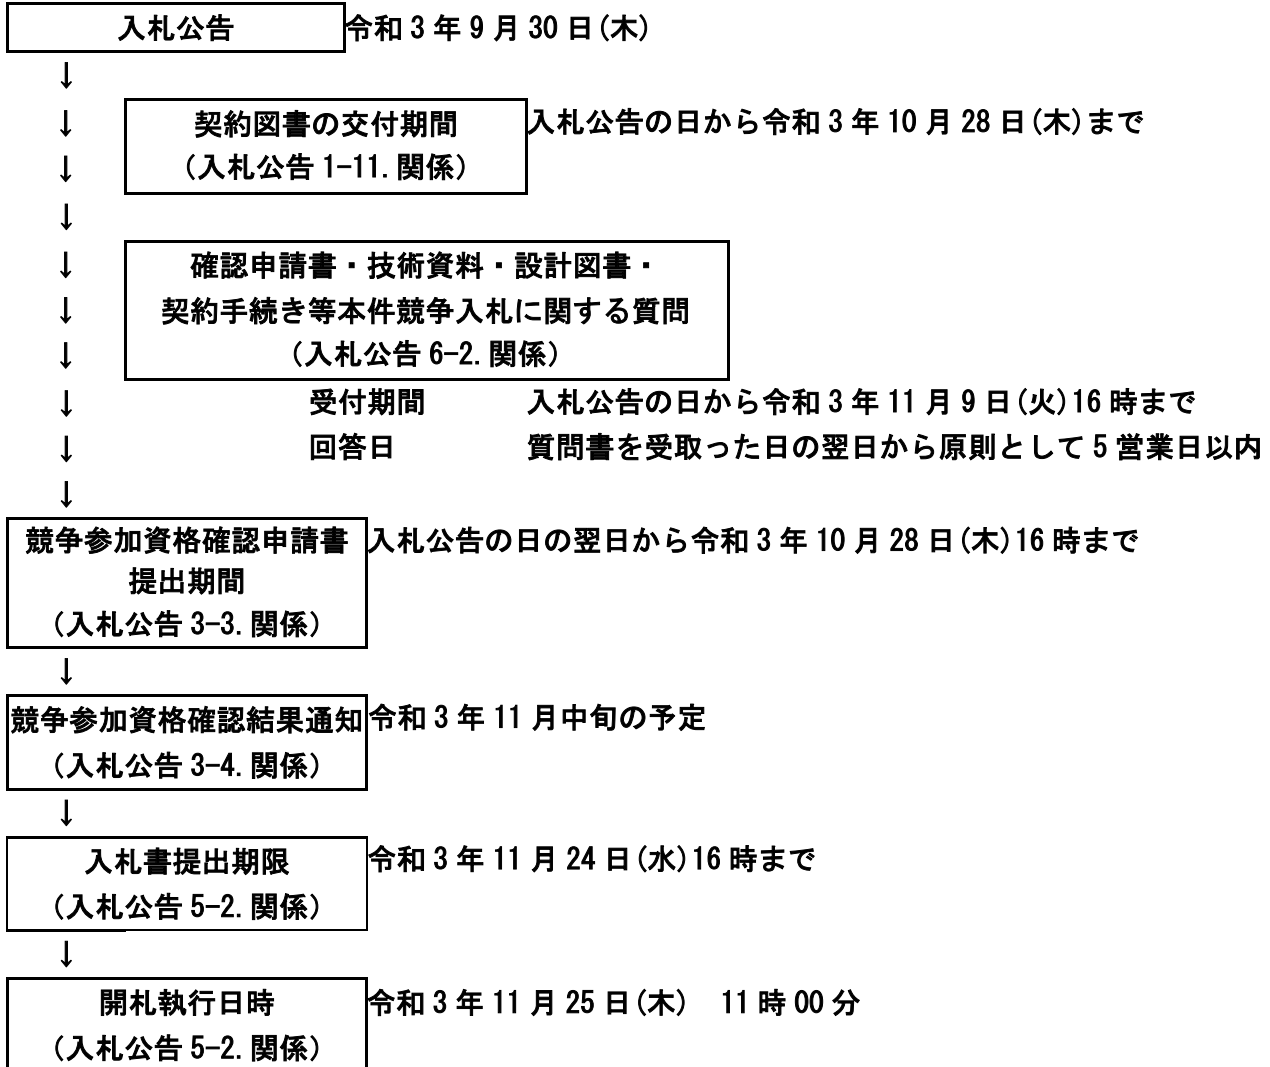 入札公告 令和3年9月30日(木)
↓
↓ 契約図書の交付期間 入札公告の日から令和3年10月28日(木)まで
↓ (入札公告1-11.関係)
↓
↓ 確認申請書・技術資料・設計図書・
↓ 契約手続き等本件競争入札に関する質問
↓ (入札公告6-2.関係)
↓ 受付期間 入札公告の日から令和3年11月9日(火)16時まで
↓ 回答日 質問書を受取った日の翌日から原則として5営業日以内
↓
競争参加資格確認申請書 入札公告の日の翌日から令和3年10月28日(木)16時まで
提出期間
(入札公告3-3.関係)
↓
競争参加資格確認結果通知 令和3年11月中旬の予定
(入札公告3-4.関係)
↓
入札書提出期限 令和3年11月24日(水)16時まで
(入札公告5-2.関係)
↓
開札執行日時 令和3年11月25日(木) 11時00分
(入札公告5-2.関係)